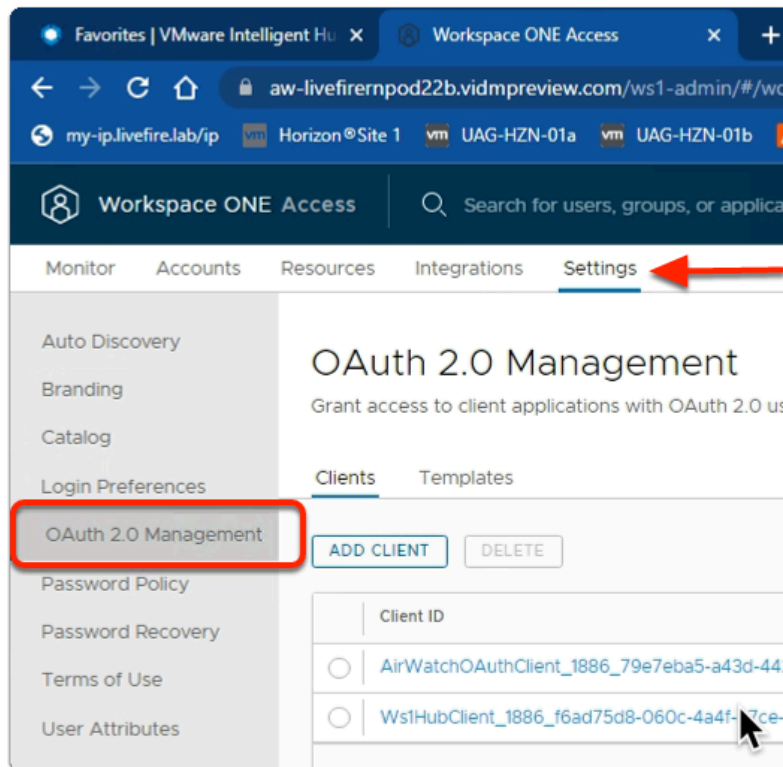 Favorites | VMware Intelligent Hu
Workspace ONE Access
aw-livefirernpod22b.vidmpreview.com/ws1-admin/#/wo
my-ip.livefire.lab/ip
vm Horizon®Site 1
vm UAG-HZN-01a
vm UAG-HZN-01b
Workspace ONE Access
Search for users, groups, or applica
Monitor Accounts Resources Integrations Settings
Auto Discovery
Branding
Catalog
Login Preferences
OAuth 2.0 Management
Password Policy
Password Recovery
Terms of Use
User Attributes
OAuth 2.0 Management
Grant access to client applications with OAuth 2.0 us
Clients Templates
ADD CLIENT DELETE
Client ID
AirWatchOAuthClient_1886_79e7eba5-a43d-44
Ws1HubClient_1886_f6ad75d8-060c-4a4f-